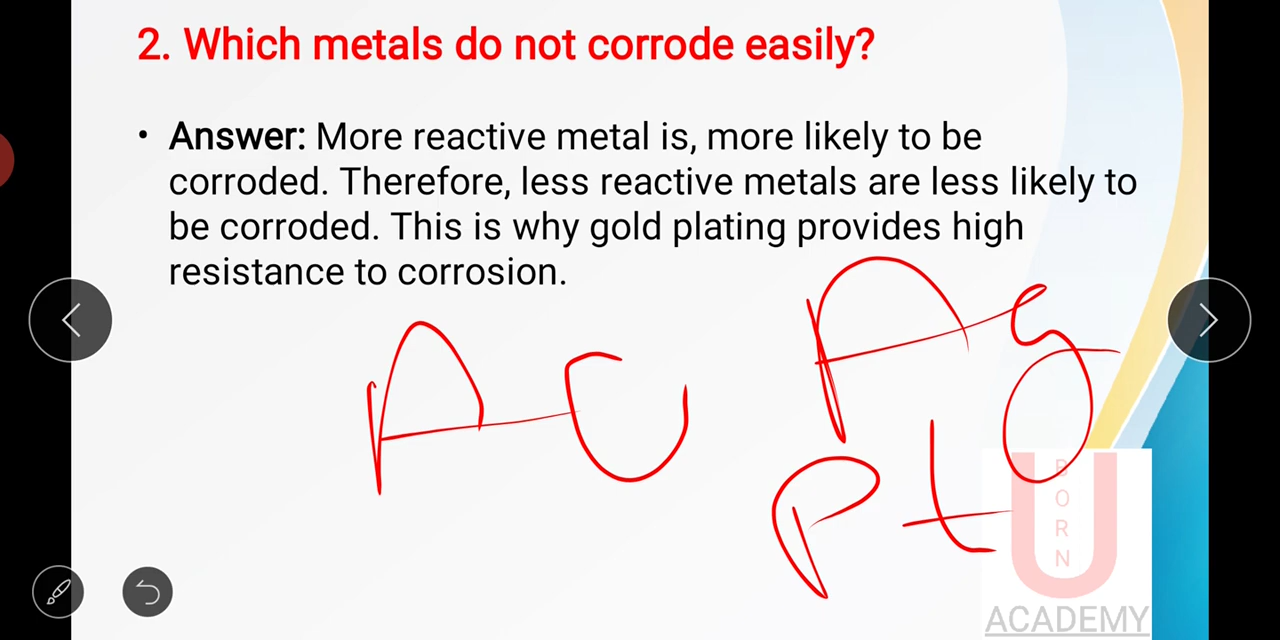 2. Which metals do not corrode easily?
• Answer: More reactive metal is, more likely to be
corroded. Therefore, less reactive metals are less likely to
be corroded. This is why gold plating provides high
resistance to corrosion.
Au Ag
Pt
U
BORN
ACADEMY